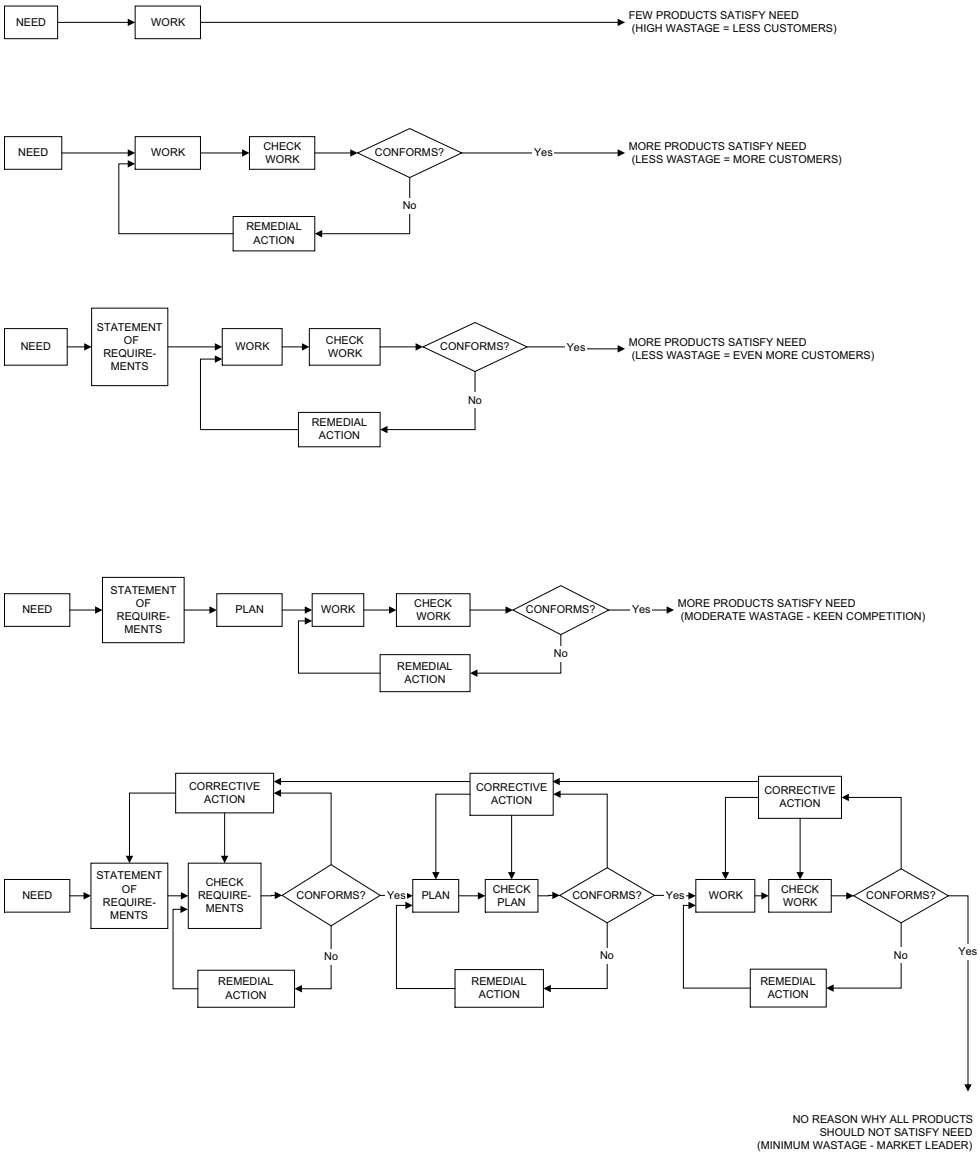 NEED
WORK
FEW PRODUCTS SATISFY NEED
(HIGH WASTAGE = LESS CUSTOMERS)
NEED
WORK
CHECK
WORK
CONFORMS?
Yes
MORE PRODUCTS SATISFY NEED
(LESS WASTAGE = MORE CUSTOMERS)
No
REMEDIAL
ACTION
NEED
STATEMENT
OF
REQUIRE-
MENTS
WORK
CHECK
WORK
CONFORMS?
Yes
MORE PRODUCTS SATISFY NEED
(LESS WASTAGE = EVEN MORE CUSTOMERS)
No
REMEDIAL
ACTION
NEED
STATEMENT
OF
REQUIRE-
MENTS
PLAN
WORK
CHECK
WORK
CONFORMS?
Yes
MORE PRODUCTS SATISFY NEED
(MODERATE WASTAGE - KEEN COMPETITION)
No
REMEDIAL
ACTION
CORRECTIVE
ACTION
CORRECTIVE
ACTION
CORRECTIVE
ACTION
NEED
STATEMENT
OF
REQUIRE-
MENTS
CHECK
REQUIRE-
MENTS
CONFORMS?
Yes
PLAN
CHECK
PLAN
CONFORMS?
Yes
WORK
CHECK
WORK
CONFORMS?
No
No
No
Yes
REMEDIAL
ACTION
REMEDIAL
ACTION
REMEDIAL
ACTION
NO REASON WHY ALL PRODUCTS
SHOULD NOT SATISFY NEED
(MINIMUM WASTAGE - MARKET LEADER)